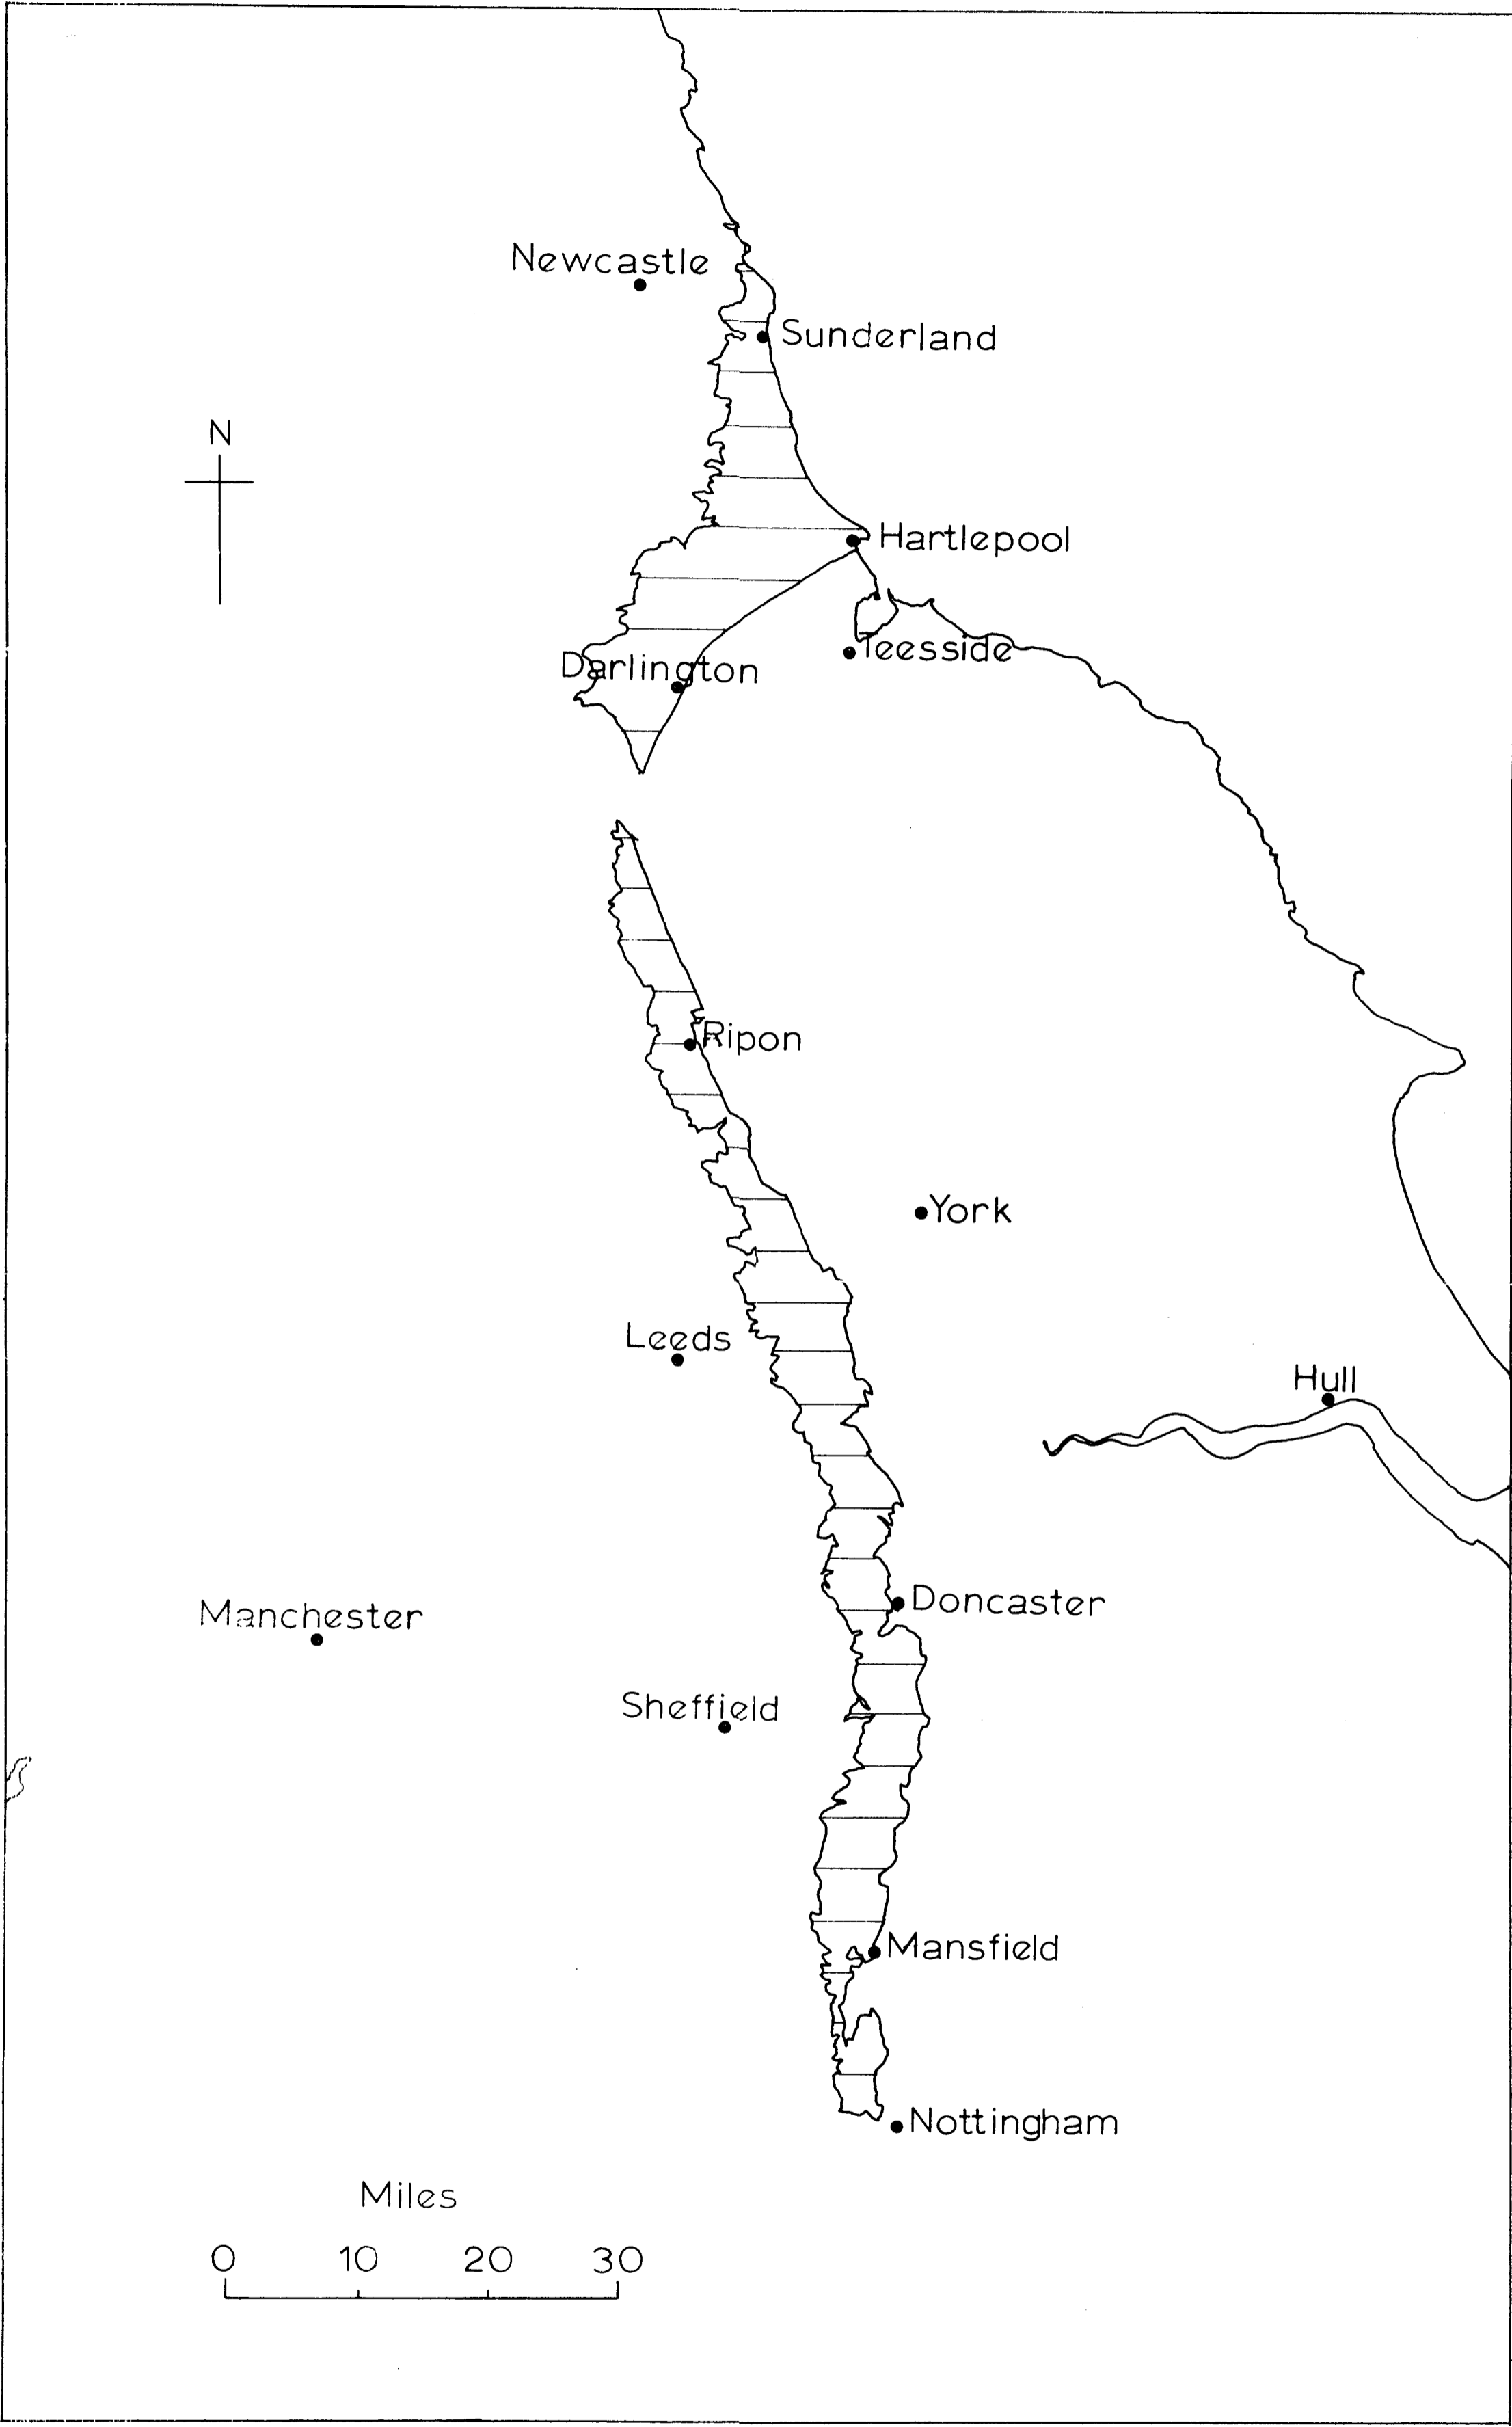 Newcastle
Sunderland
N
Hartlepool
Teesside
Darlington
Ripon
York
Leeds
Hull
Doncaster
Manchester
Sheffield
Mansfield
Nottingham
Miles
0 10 20 30